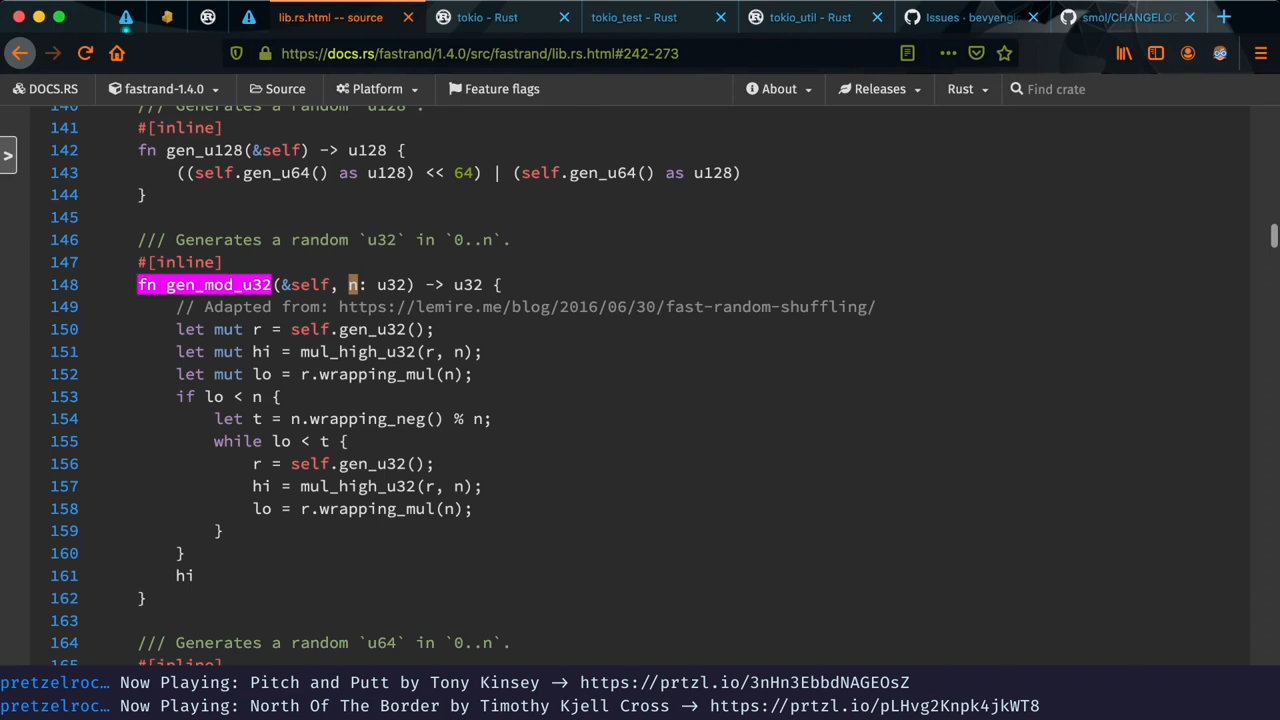 lib.rs.html -- source
tokio - Rust
tokio_test - Rust
tokio_util - Rust
Issues · bevyengi
smol/CHANGELOG
https://docs.rs/fastrand/1.4.0/src/fastrand/lib.rs.html#242-273
DOCS.RS
fastrand-1.4.0
Source
Platform
Feature flags
About
Releases
Rust
Find crate
140 /// Generates a random `u128`.
141 #[inline]
142 fn gen_u128(&self) -> u128 {
143 ((self.gen_u64() as u128) << 64) | (self.gen_u64() as u128)
144 }
145
146 /// Generates a random `u32` in `0..n`.
147 #[inline]
148 fn gen_mod_u32(&self, n: u32) -> u32 {
149 // Adapted from: https://lemire.me/blog/2016/06/30/fast-random-shuffling/
150 let mut r = self.gen_u32();
151 let mut hi = mul_high_u32(r, n);
152 let mut lo = r.wrapping_mul(n);
153 if lo < n {
154 let t = n.wrapping_neg() % n;
155 while lo < t {
156 r = self.gen_u32();
157 hi = mul_high_u32(r, n);
158 lo = r.wrapping_mul(n);
159 }
160 }
161 hi
162 }
163
164 /// Generates a random `u64` in `0..n`.
165 #[inline]
pretzelroc… Now Playing: Pitch and Putt by Tony Kinsey -> https://prtzl.io/3nHn3EbbdNAGEOsZ
pretzelroc… Now Playing: North Of The Border by Timothy Kjell Cross -> https://prtzl.io/pLHvg2Knpk4jkWT8